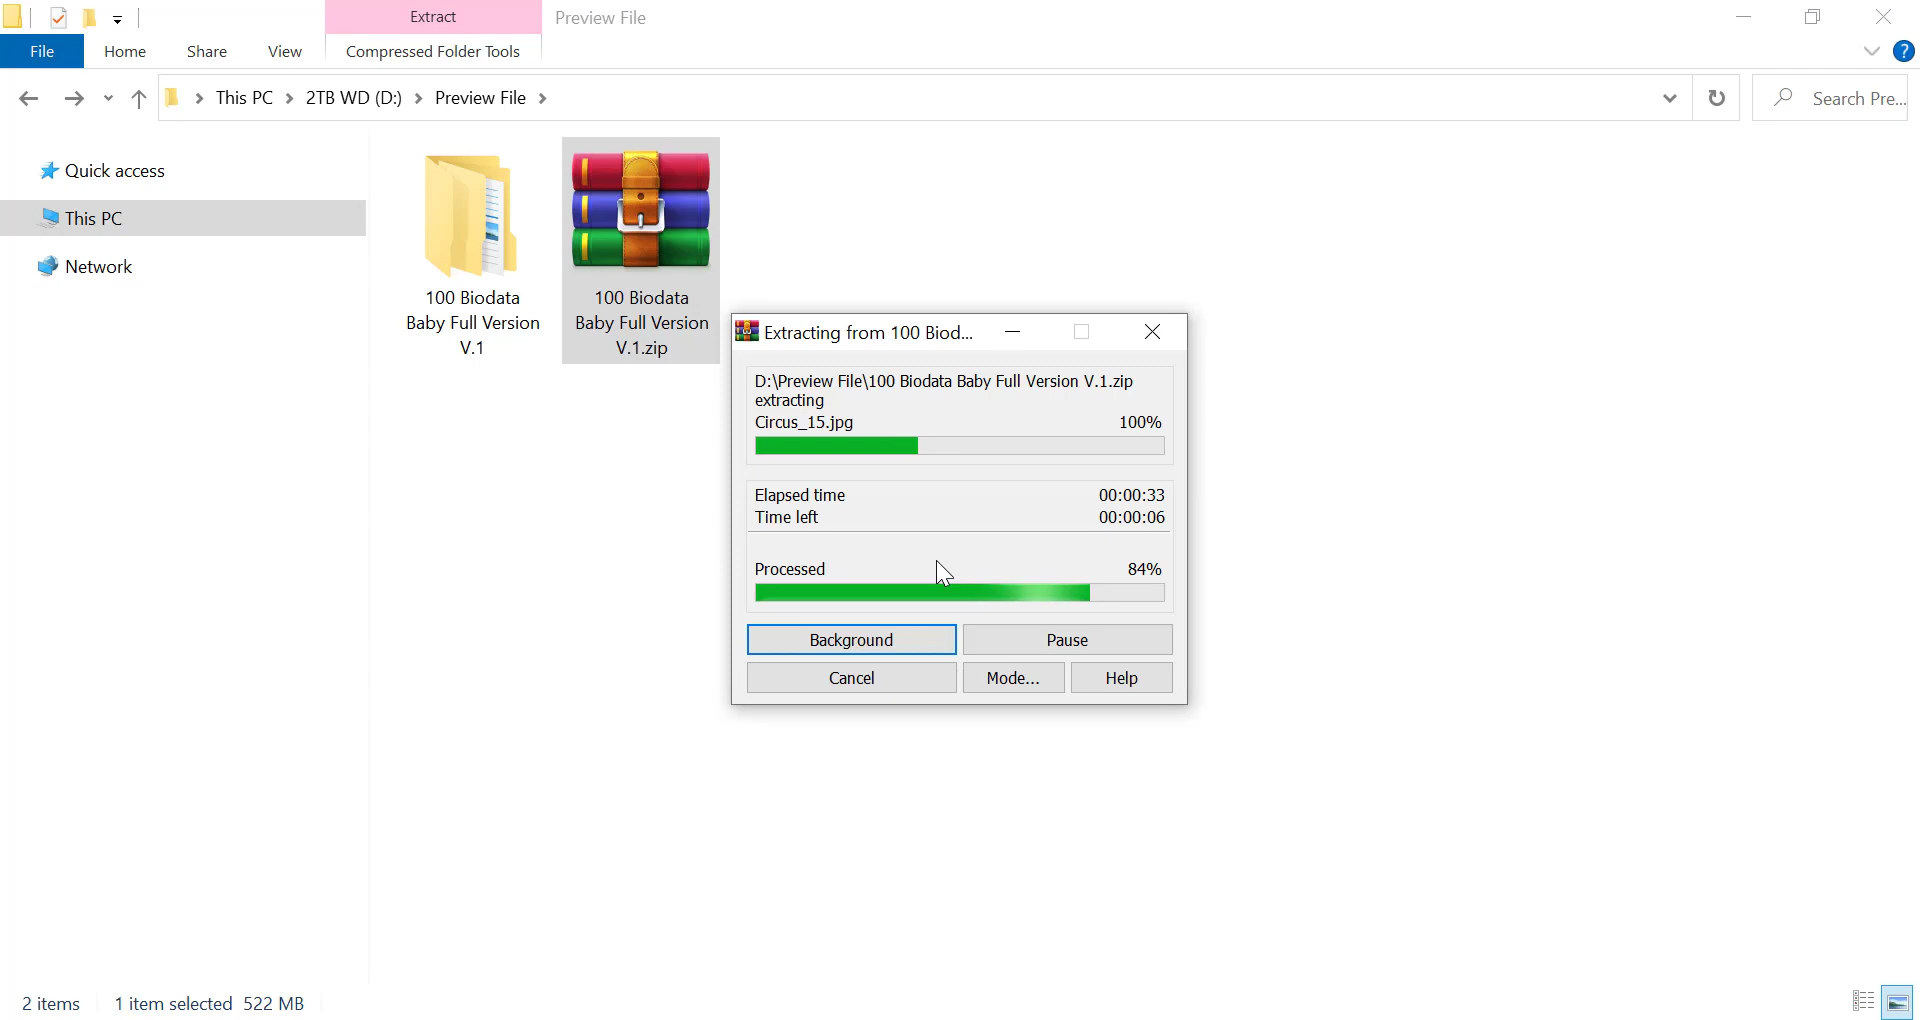 Extract
Preview File
File
Home
Share
View
Compressed Folder Tools
This PC
2TB WD (D:)
Preview File
Search Pre...
Quick access
This PC
Network
100 Biodata
Baby Full Version
V.1
100 Biodata
Baby Full Version
V.1.zip
Extracting from 100 Biod...
D:\Preview File\100 Biodata Baby Full Version V.1.zip
extracting
Circus_15.jpg 100%
Elapsed time 00:00:33
Time left 00:00:06
Processed 84%
Background
Pause
Cancel
Mode...
Help
2 items 1 item selected 522 MB